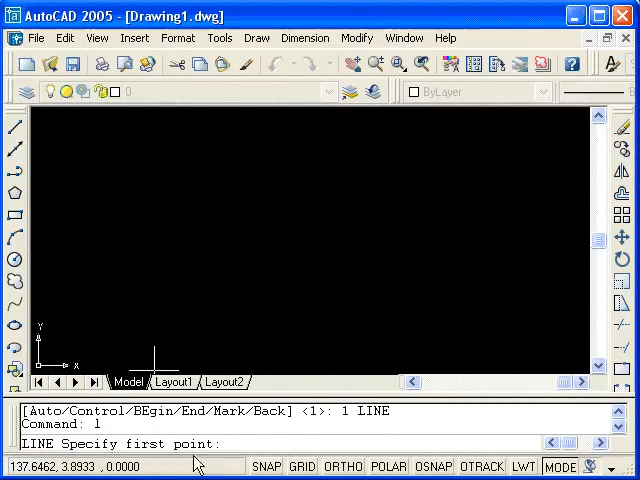 AutoCAD 2005 - [Drawing1.dwg]
File Edit View Insert Format Tools Draw Dimension Modify Window Help
0 ByLayer
Y
X
Model Layout1 Layout2
[Auto/Control/BEgin/End/Mark/Back] <1>: 1 LINE
Command: l
LINE Specify first point:
137.6462, 3.8933 , 0.0000 SNAP GRID ORTHO POLAR OSNAP OTRACK LWT MODEL